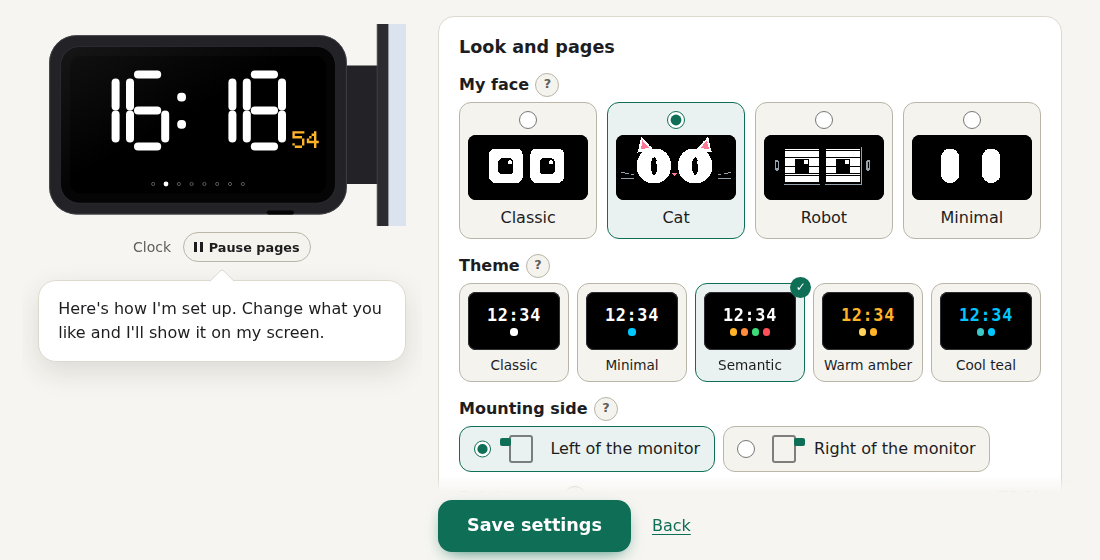 16:18
54
Clock
Pause pages
Here's how I'm set up. Change what you
like and I'll show it on my screen.
Look and pages
My face ?
Classic
Cat
Robot
Minimal
Theme ?
12:34
12:34
12:34
12:34
12:34
Classic
Minimal
Semantic
Warm amber
Cool teal
Mounting side ?
Left of the monitor
Right of the monitor
Save settings
Back